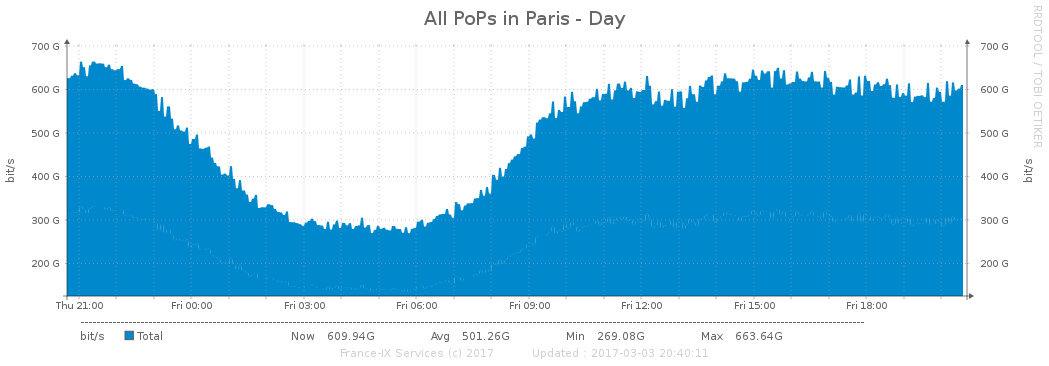 All PoPs in Paris - Day
RRDTOOL / TOBI OETIKER
700 G 700 G
600 G 600 G
500 G 500 G
400 G 400 G
300 G 300 G
200 G 200 G
bit/s bit/s
Thu 21:00 Fri 00:00 Fri 03:00 Fri 06:00 Fri 09:00 Fri 12:00 Fri 15:00 Fri 18:00
bit/s Total Now 609.94G Avg 501.26G Min 269.08G Max 663.64G
France-IX Services (c) 2017 Updated : 2017-03-03 20:40:11